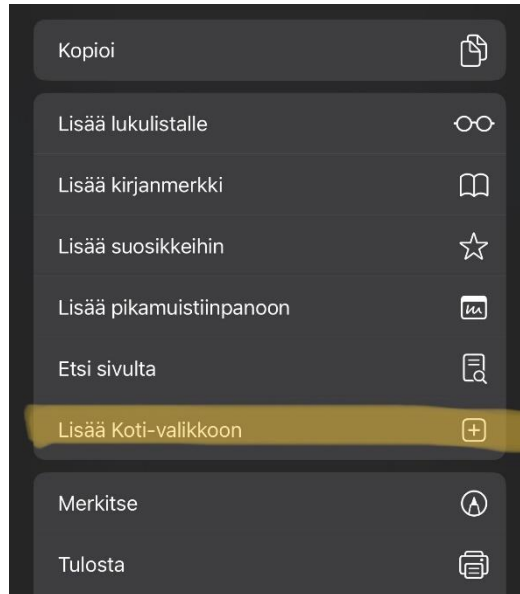 Kopioi
Lisää lukulistalle
Lisää kirjanmerkki
Lisää suosikkeihin
Lisää pikamuistiinpanoon
Etsi sivulta
Lisää Koti-valikkoon
Merkitse
Tulosta